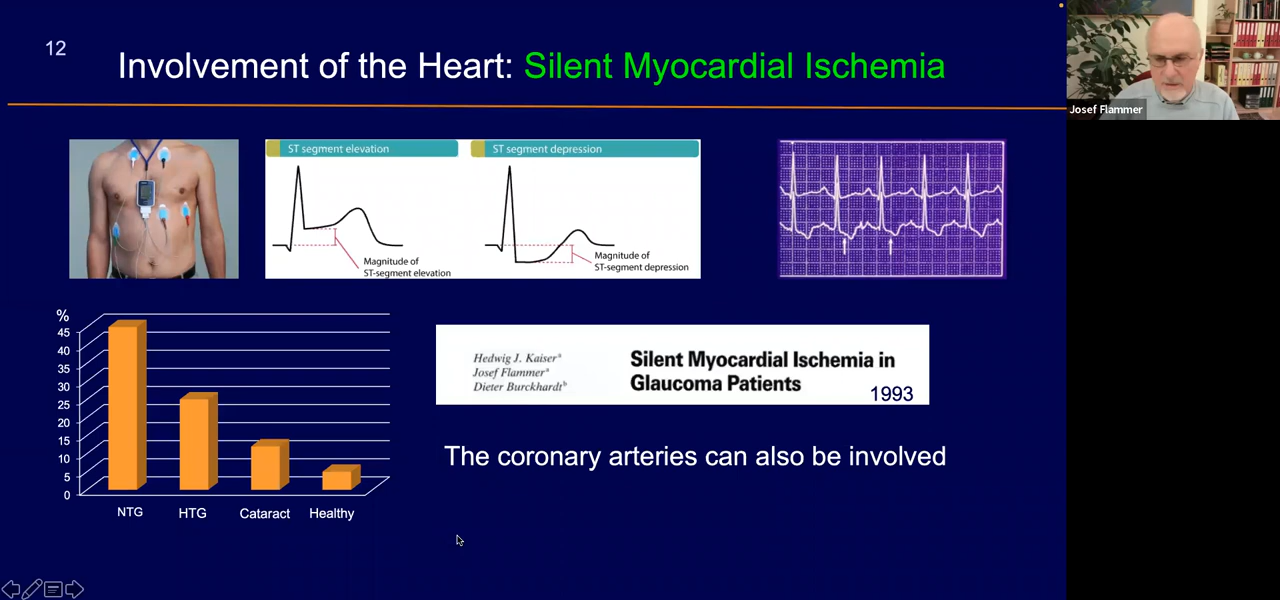 12
Involvement of the Heart: Silent Myocardial Ischemia
Josef Flammer
ST segment elevation
Magnitude of
ST-segment elevation
ST segment depression
Magnitude of
ST-segment depression
%
45
40
35
30
25
20
15
10
5
0
NTG HTG Cataract Healthy
Hedwig J. Kaiserᵃ
Josef Flammerᵃ
Dieter Burckhardtᵇ
Silent Myocardial Ischemia in
Glaucoma Patients
1993
The coronary arteries can also be involved